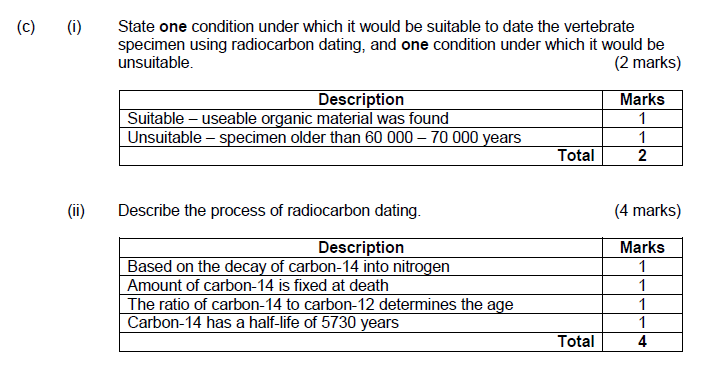 (c) (i) State one condition under which it would be suitable to date the vertebrate
specimen using radiocarbon dating, and one condition under which it would be
unsuitable. (2 marks)
Description Marks
Suitable – useable organic material was found 1
Unsuitable – specimen older than 60 000 – 70 000 years 1
Total 2
(ii) Describe the process of radiocarbon dating. (4 marks)
Description Marks
Based on the decay of carbon-14 into nitrogen 1
Amount of carbon-14 is fixed at death 1
The ratio of carbon-14 to carbon-12 determines the age 1
Carbon-14 has a half-life of 5730 years 1
Total 4